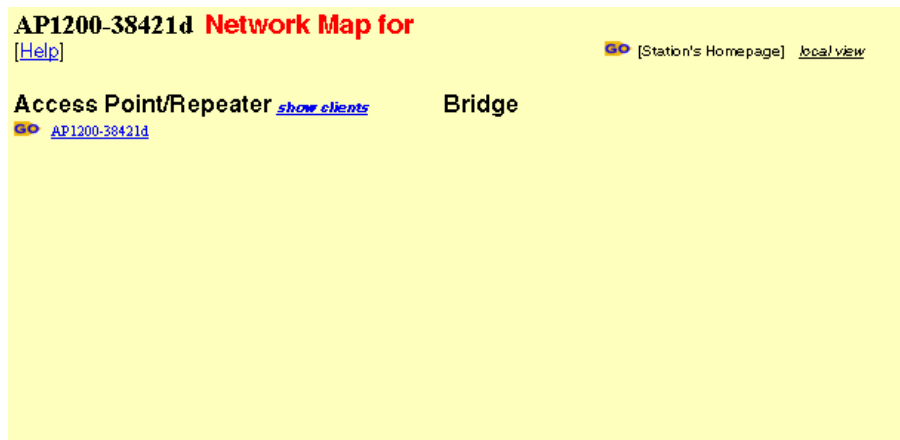 AP1200-38421d Network Map for
[Help]
GO [Station's Homepage] local view
Access Point/Repeater show clients Bridge
GO AP1200-38421d